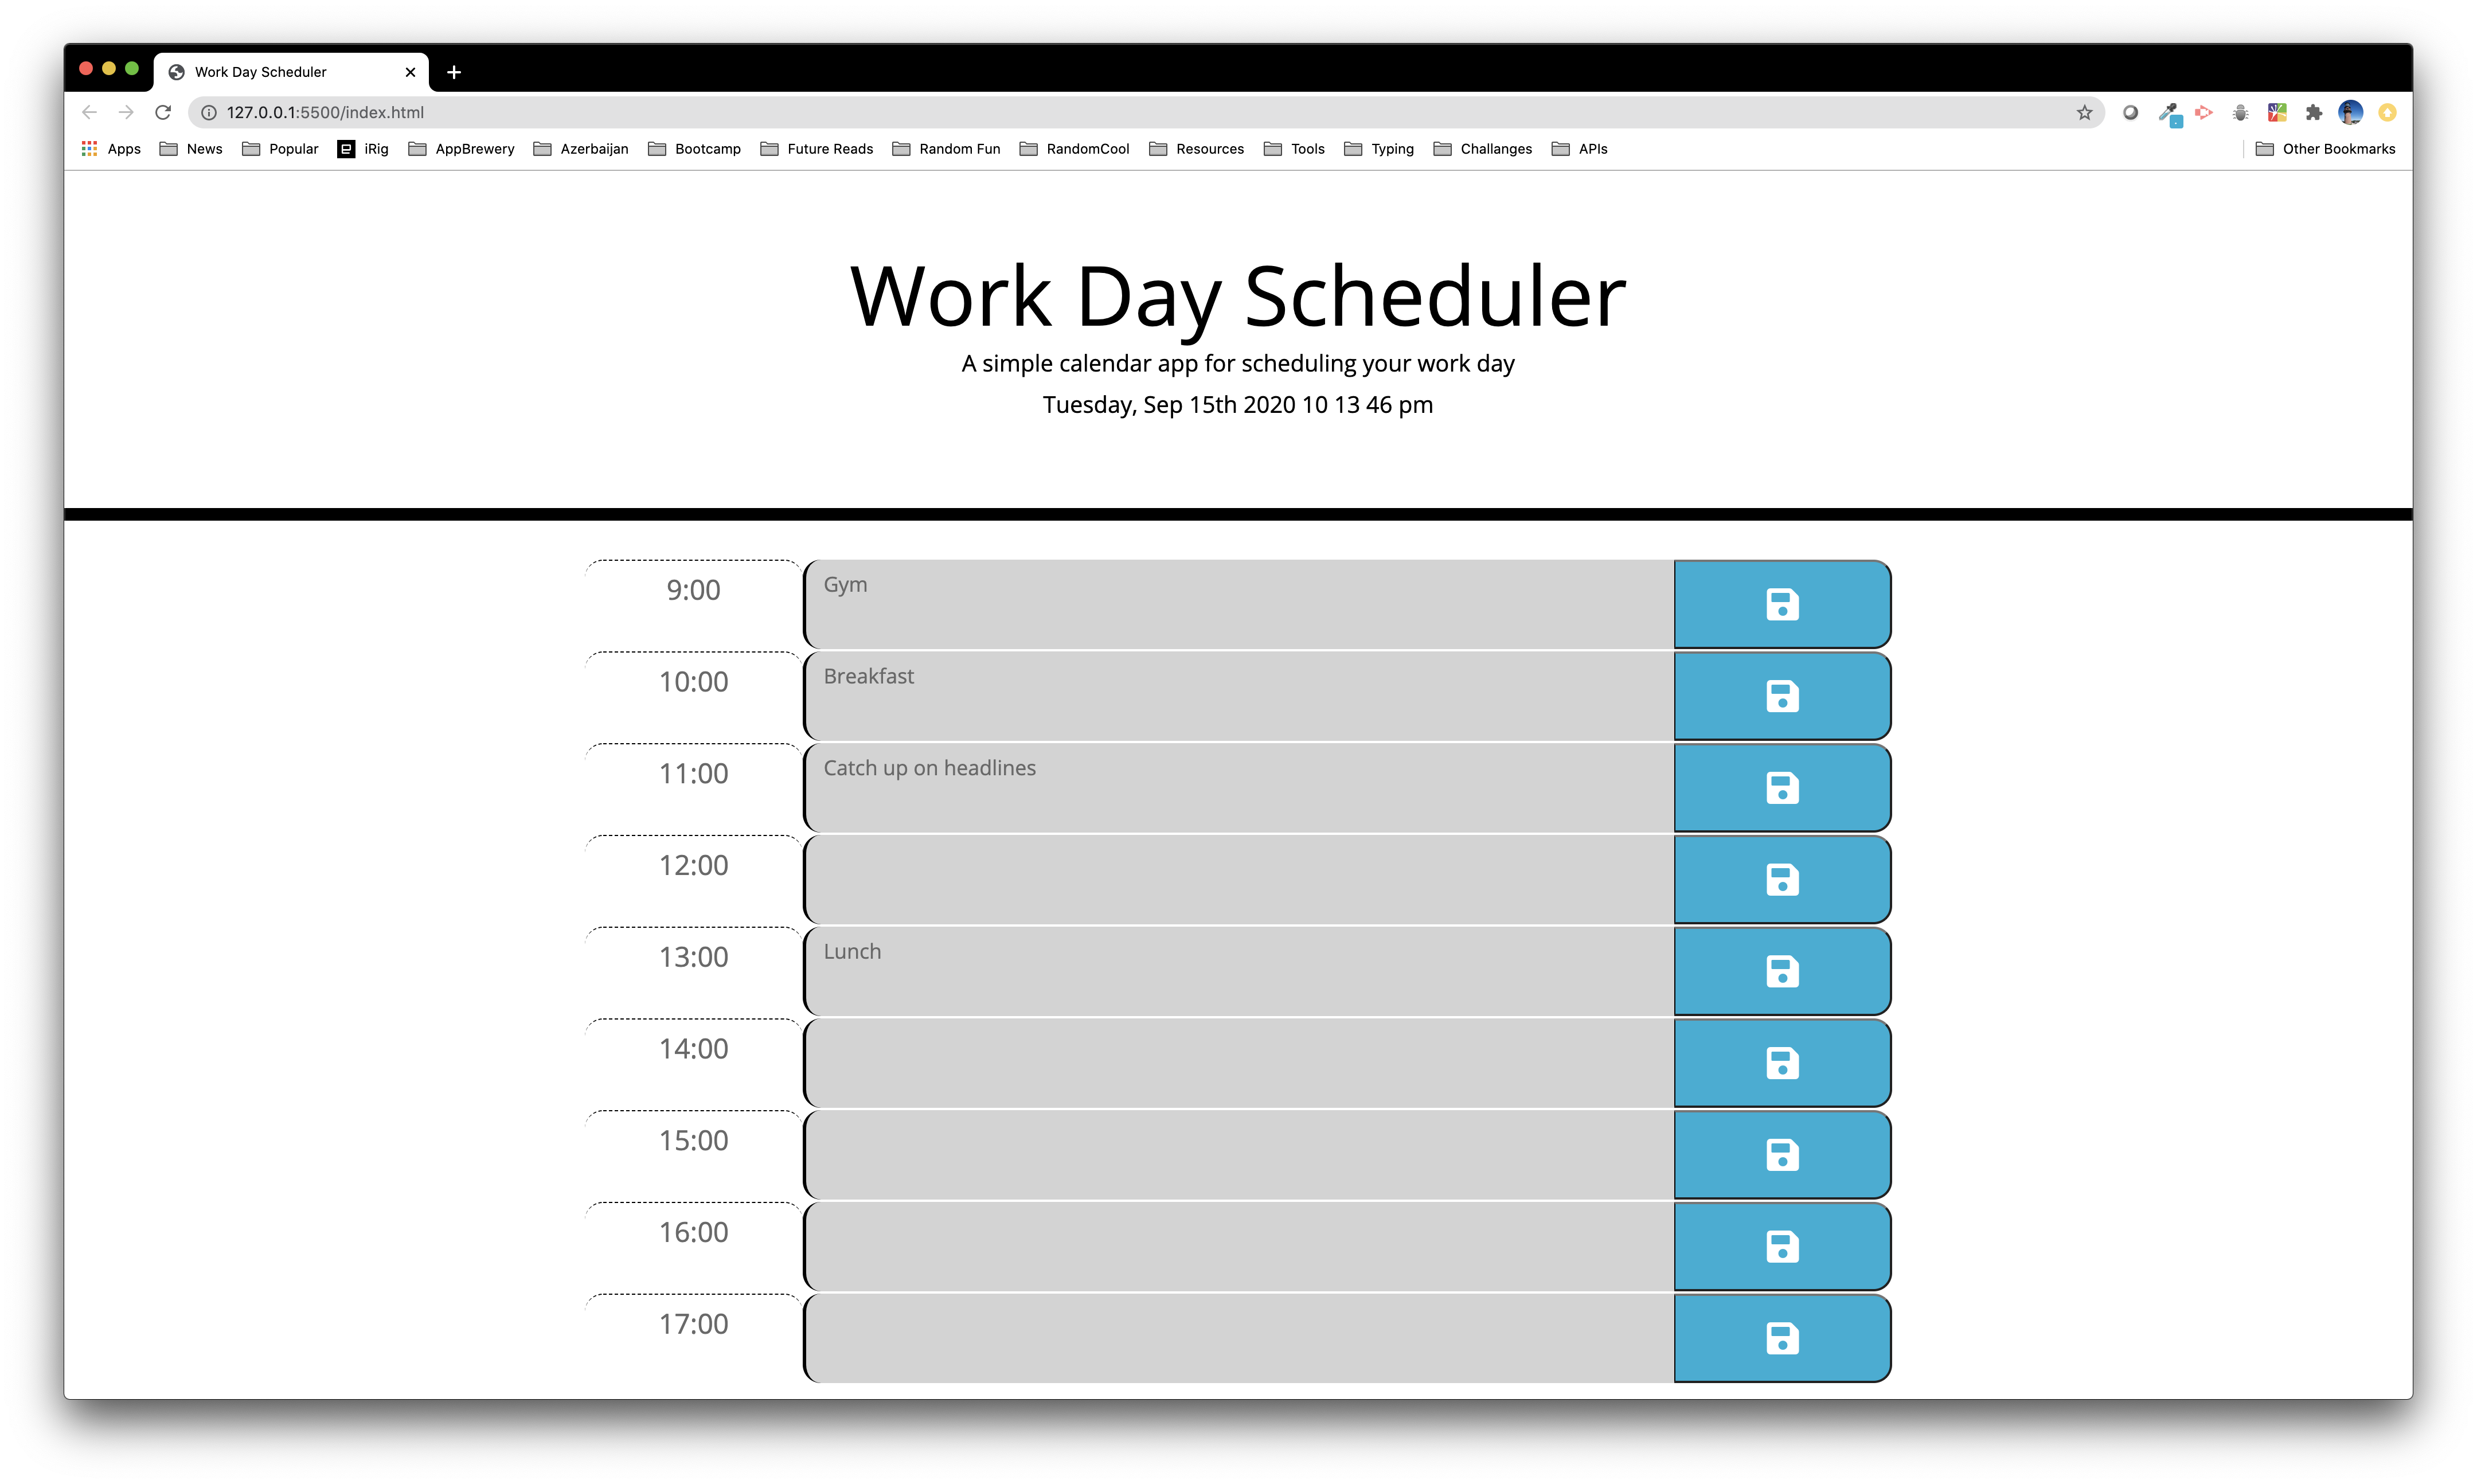 Work Day Scheduler
127.0.0.1:5500/index.html
Apps News Popular iRig AppBrewery Azerbaijan Bootcamp Future Reads Random Fun RandomCool Resources Tools Typing Challanges APIs Other Bookmarks
Work Day Scheduler
A simple calendar app for scheduling your work day
Tuesday, Sep 15th 2020 10 13 46 pm
9:00 Gym
10:00 Breakfast
11:00 Catch up on headlines
12:00
13:00 Lunch
14:00
15:00
16:00
17:00